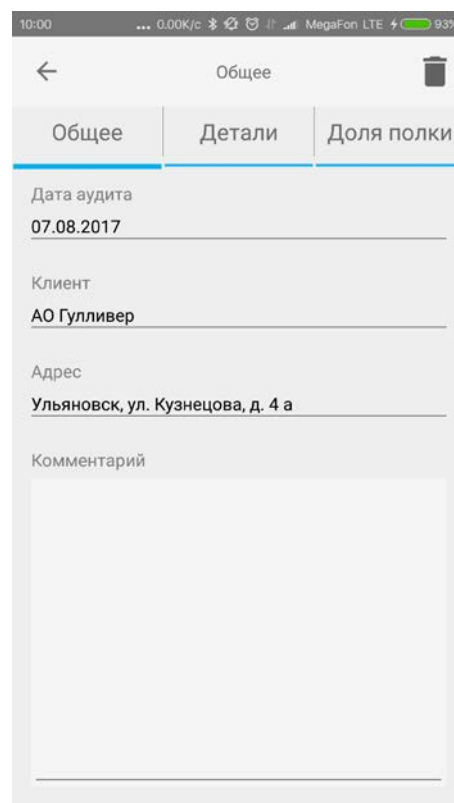 10:00 ... 0.00K/c MegaFon LTE 93%
Общее
Общее Детали Доля полки
Дата аудита
07.08.2017
Клиент
АО Гулливер
Адрес
Ульяновск, ул. Кузнецова, д. 4 а
Комментарий